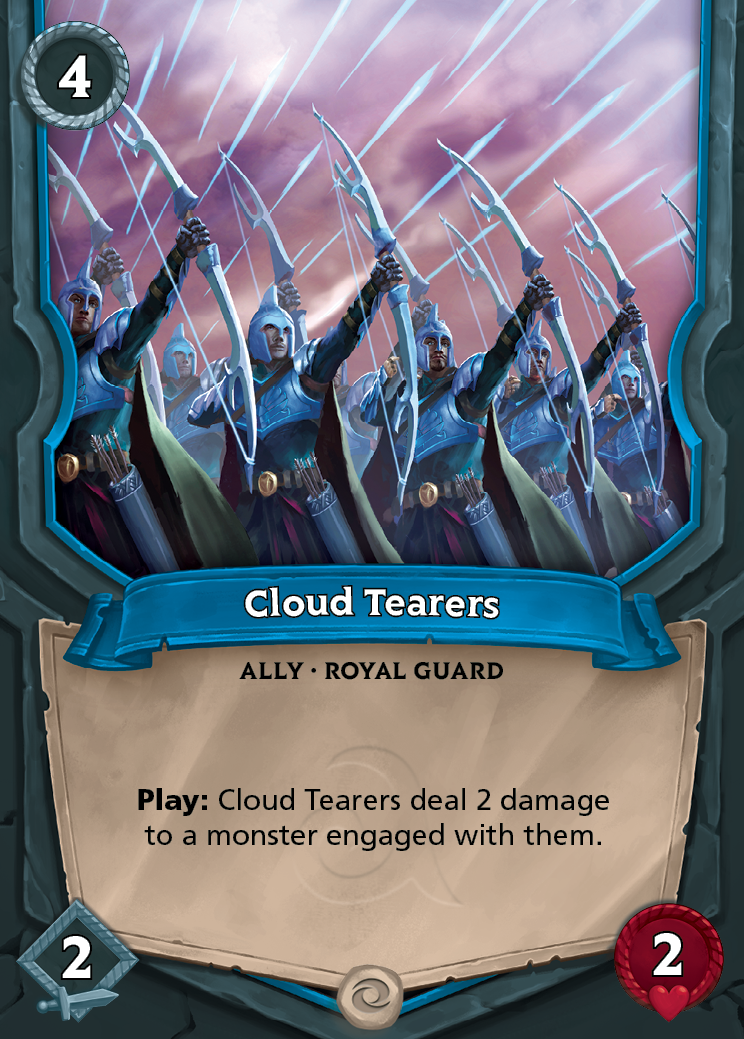 4
Cloud Tearers
ALLY · ROYAL GUARD
Play: Cloud Tearers deal 2 damage
to a monster engaged with them.
2
2